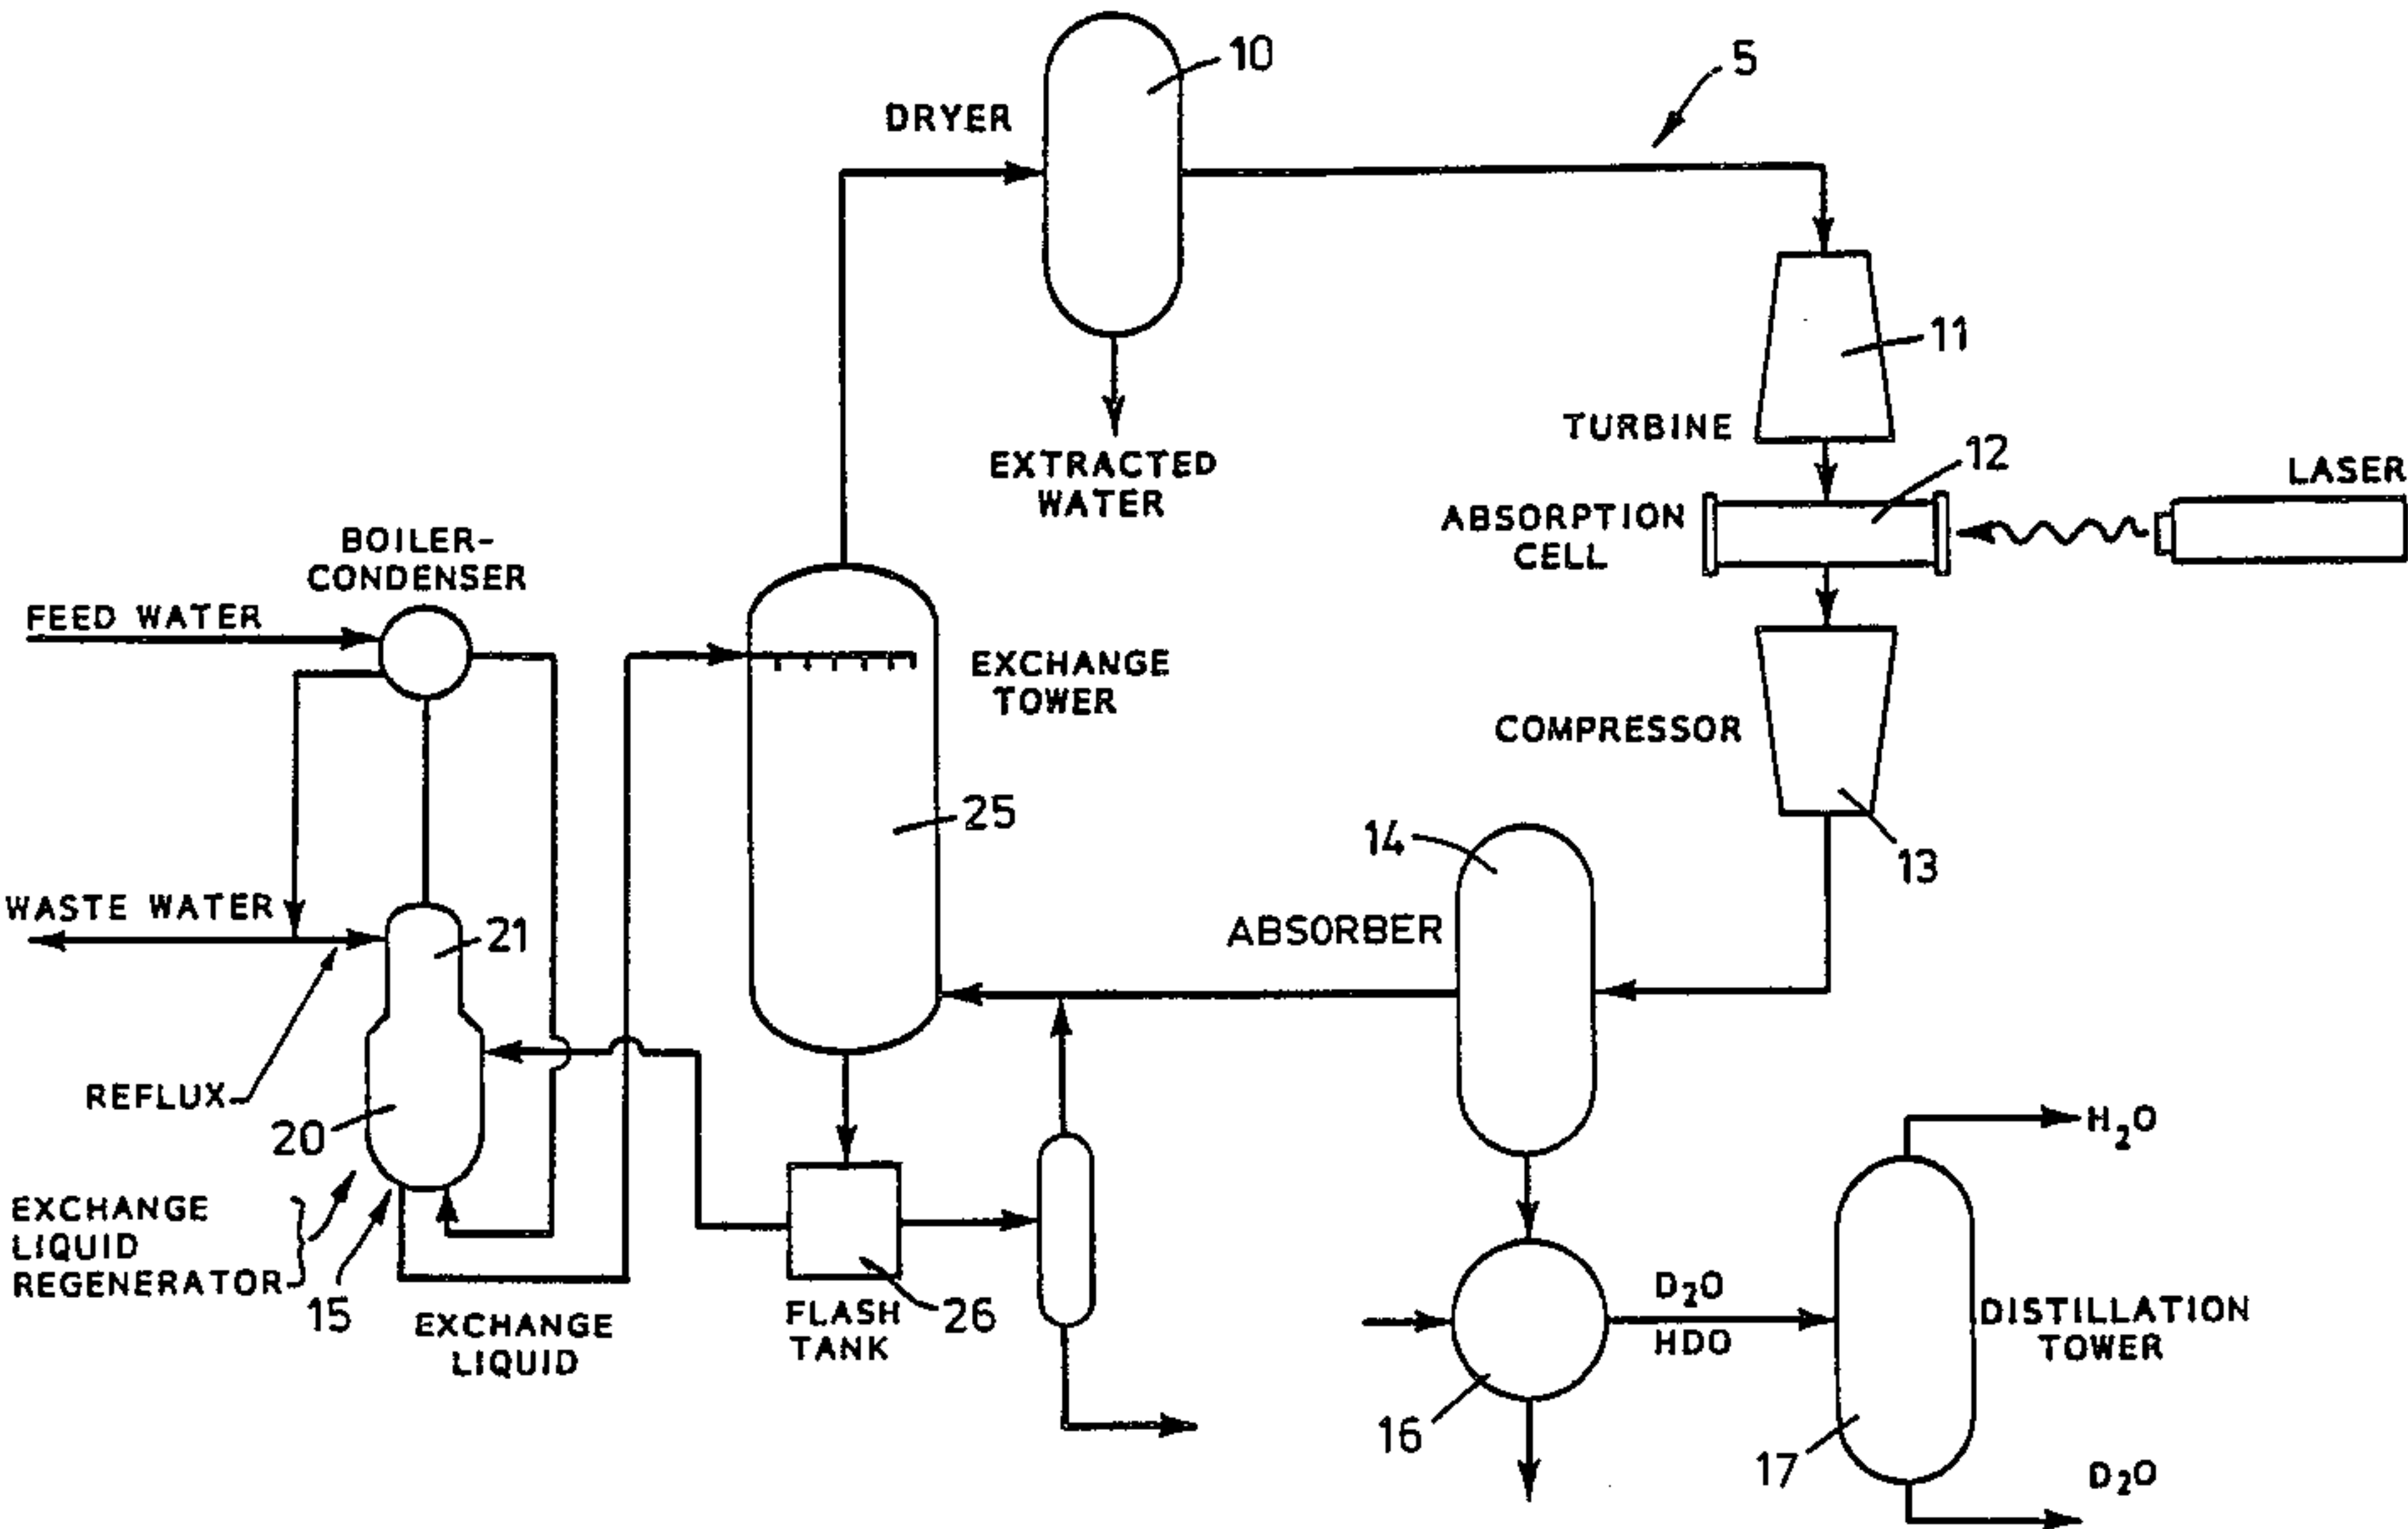 10
5
DRYER
11
TURBINE
EXTRACTED
WATER
12
LASER
ABSORPTION
CELL
BOILER-
CONDENSER
FEED WATER
EXCHANGE
TOWER
COMPRESSOR
25
14
13
WASTE WATER
21
ABSORBER
REFLUX
20
H₂O
EXCHANGE
LIQUID
REGENERATOR
15
EXCHANGE
LIQUID
FLASH
TANK
26
D₂O
HDO
DISTILLATION
TOWER
16
17
D₂O